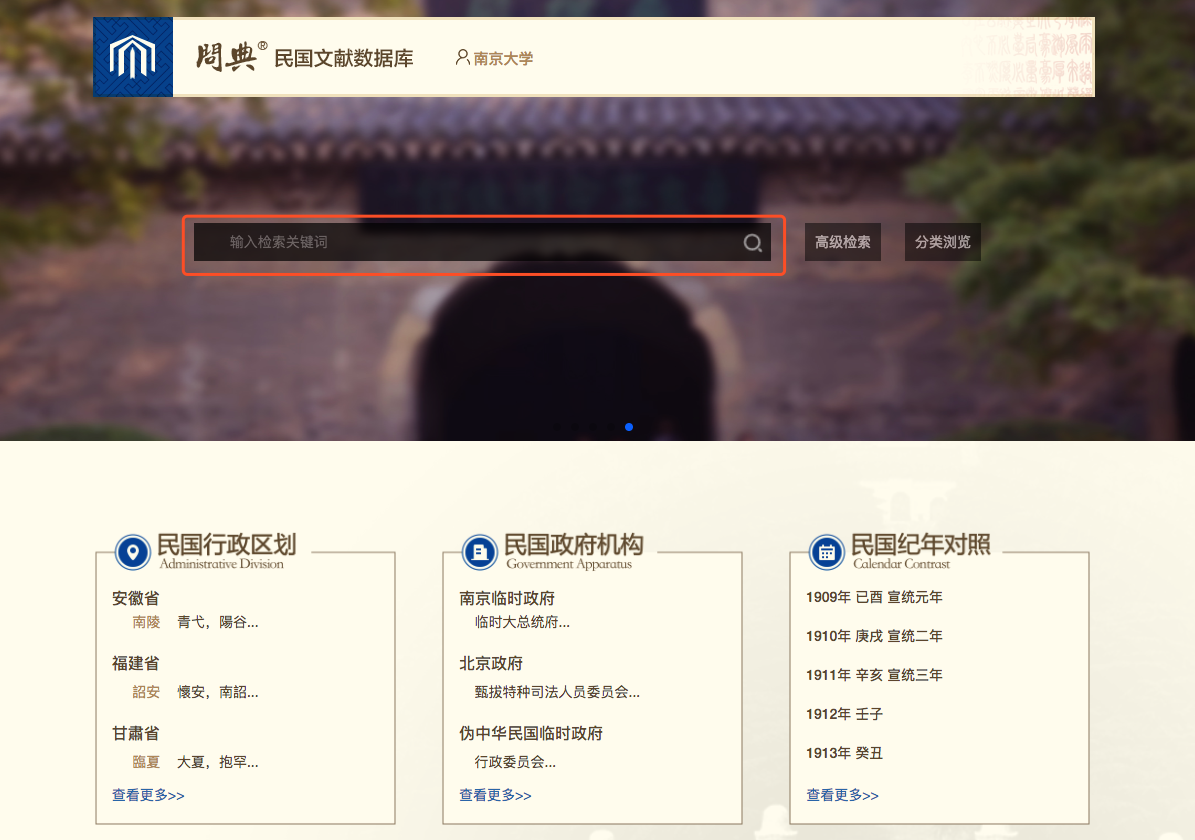 問典® 民国文献数据库 南京大学
输入检索关键词 高级检索 分类浏览
民国行政区划
Administrative Division
安徽省
南陵 青弋，陽谷...
福建省
詔安 懷安，南詔...
甘肃省
臨夏 大夏，抱罕...
查看更多>>
民国政府机构
Government Apparatus
南京临时政府
临时大总统府...
北京政府
甄拔特种司法人员委员会...
伪中华民国临时政府
行政委员会...
查看更多>>
民国纪年对照
Calendar Contrast
1909年 己酉 宣统元年
1910年 庚戌 宣统二年
1911年 辛亥 宣统三年
1912年 壬子
1913年 癸丑
查看更多>>